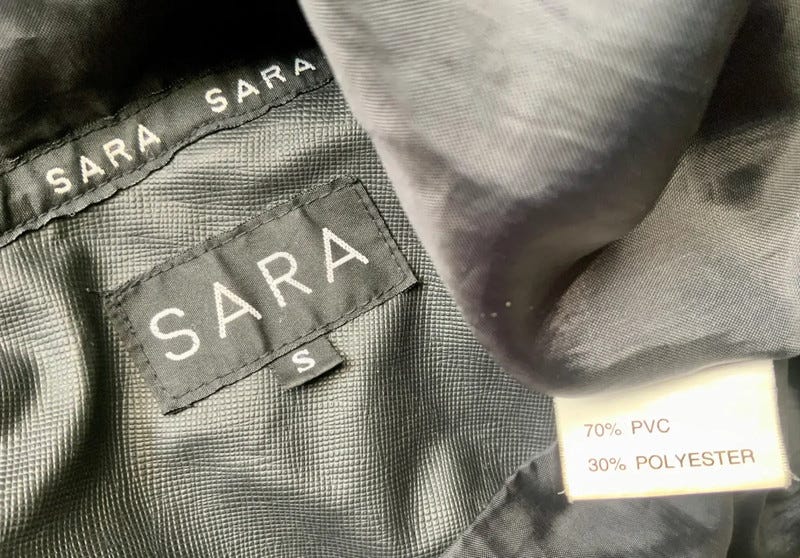 SARA SARA
SARA
S
70% PVC
30% POLYESTER